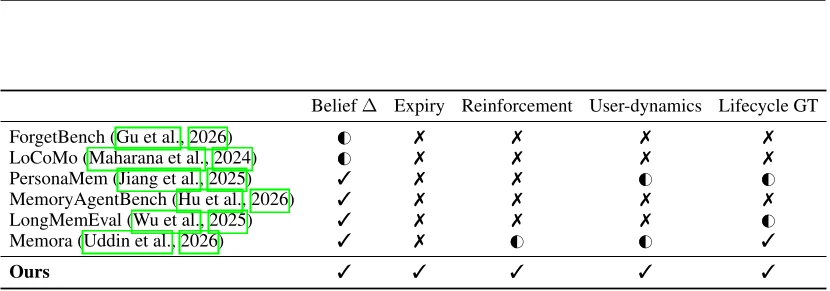 Belief Δ Expiry Reinforcement User-dynamics Lifecycle GT
ForgetBench (Gu et al., 2026) ◐ ✗ ✗ ✗ ✗
LoCoMo (Maharana et al., 2024) ◐ ✗ ✗ ✗ ✗
PersonaMem (Jiang et al., 2025) ✓ ✗ ✗ ◐ ◐
MemoryAgentBench (Hu et al., 2026) ✓ ✗ ✗ ✗ ✗
LongMemEval (Wu et al., 2025) ✓ ✗ ✗ ✗ ◐
Memora (Uddin et al., 2026) ✓ ✗ ◐ ◐ ✓
Ours ✓ ✓ ✓ ✓ ✓